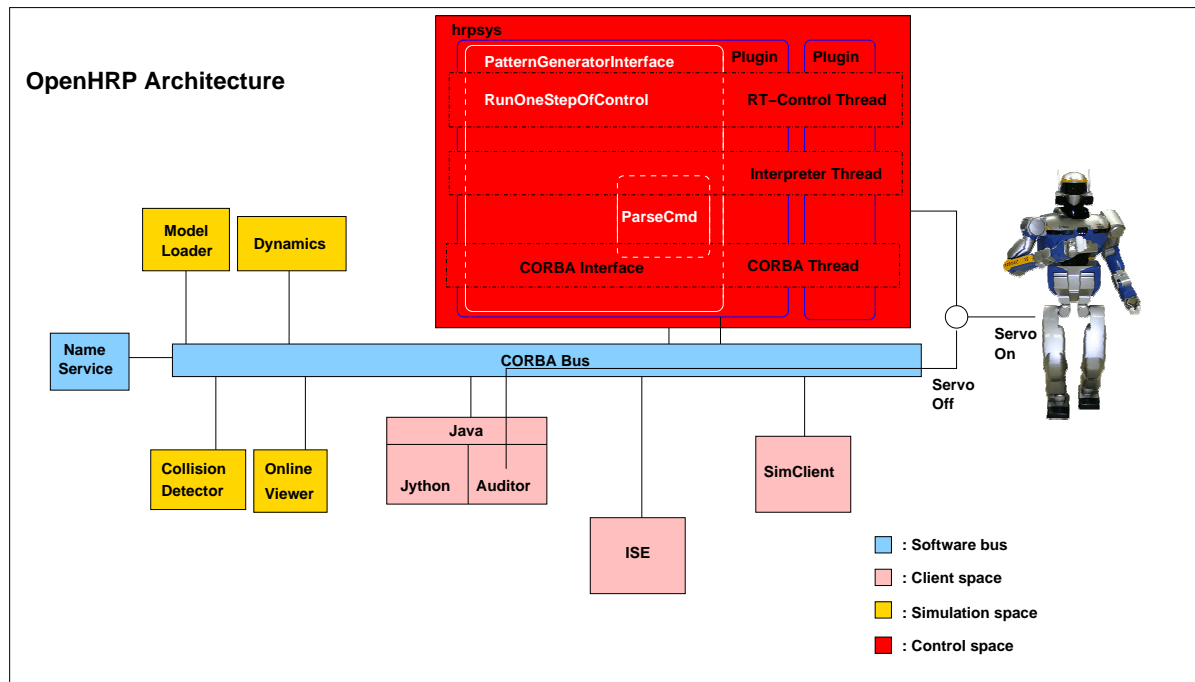 hrpsys
OpenHRP Architecture
PatternGeneratorInterface
Plugin
Plugin
RunOneStepOfControl
RT-Control Thread
Interpreter Thread
ParseCmd
CORBA Interface
CORBA Thread
Model
Loader
Dynamics
Name
Service
CORBA Bus
Servo
On
Servo
Off
Java
Jython
Auditor
Collision
Detector
Online
Viewer
SimClient
ISE
: Software bus
: Client space
: Simulation space
: Control space